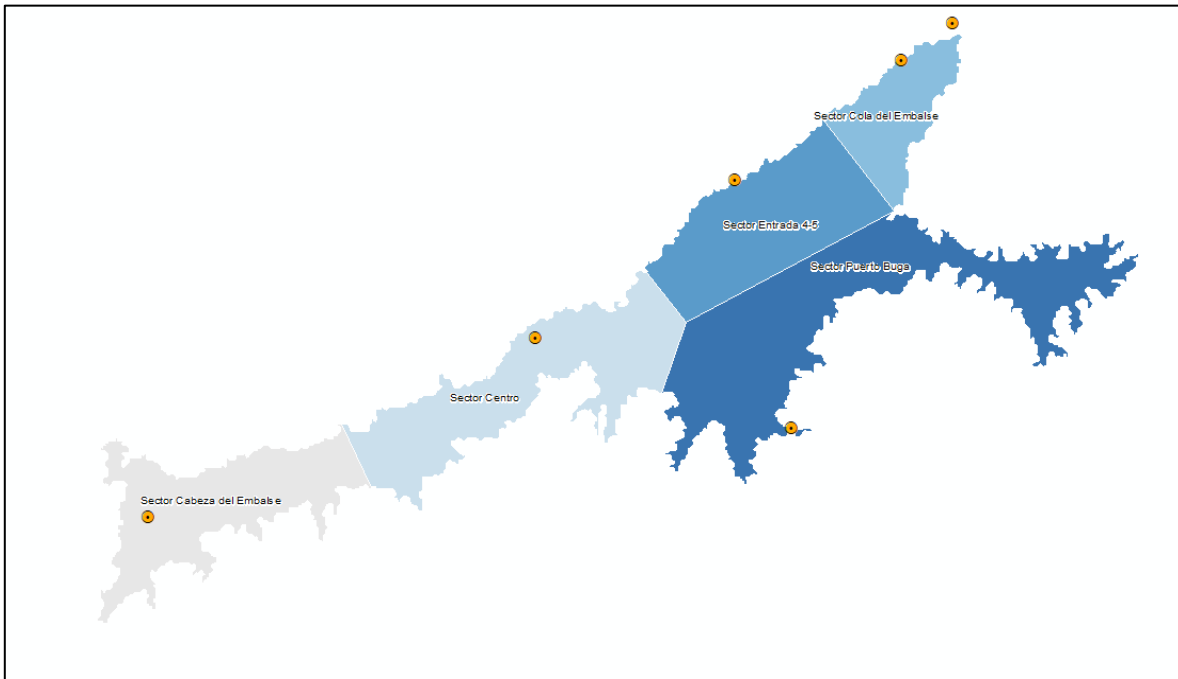 Sector Cola del Embalse
Sector Entrada 4-5
Sector Puerto Buga
Sector Centro
Sector Cabeza del Embalse